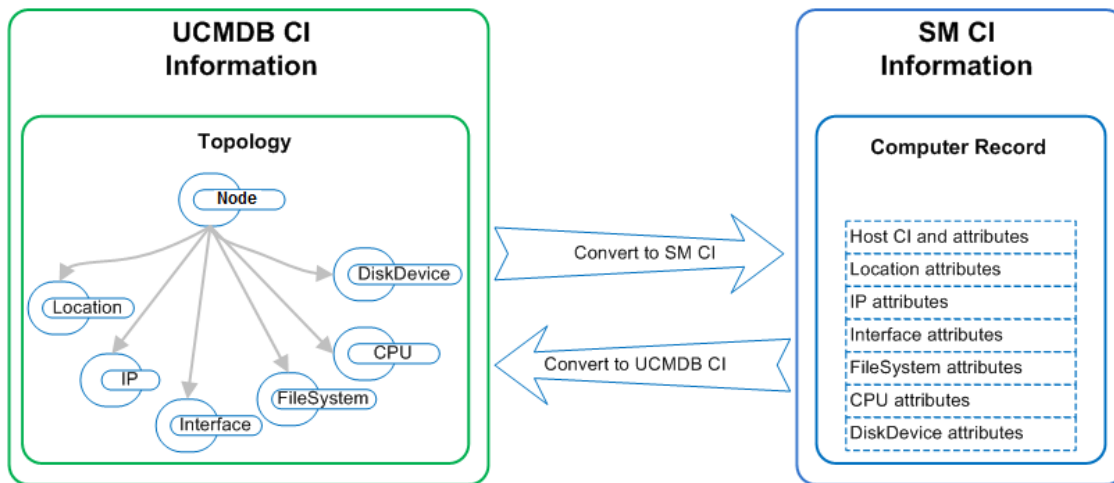 UCMDB CI
Information
Topology
Node
DiskDevice
Location
CPU
IP
FileSystem
Interface
Convert to SM CI
Convert to UCMDB CI
SM CI
Information
Computer Record
Host CI and attributes
Location attributes
IP attributes
Interface attributes
FileSystem attributes
CPU attributes
DiskDevice attributes